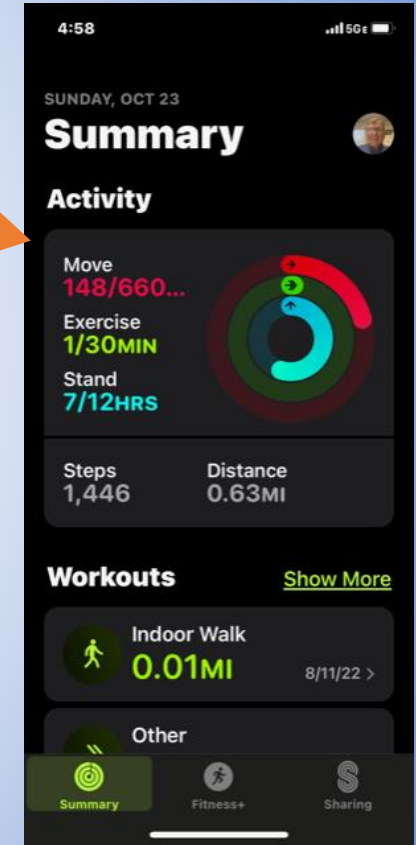 4:58
5GE
SUNDAY, OCT 23
Summary
Activity
Move
148/660...
Exercise
1/30MIN
Stand
7/12HRS
Steps Distance
1,446 0.63MI
Workouts Show More
Indoor Walk
0.01MI 8/11/22 >
Other
Summary Fitness+ Sharing